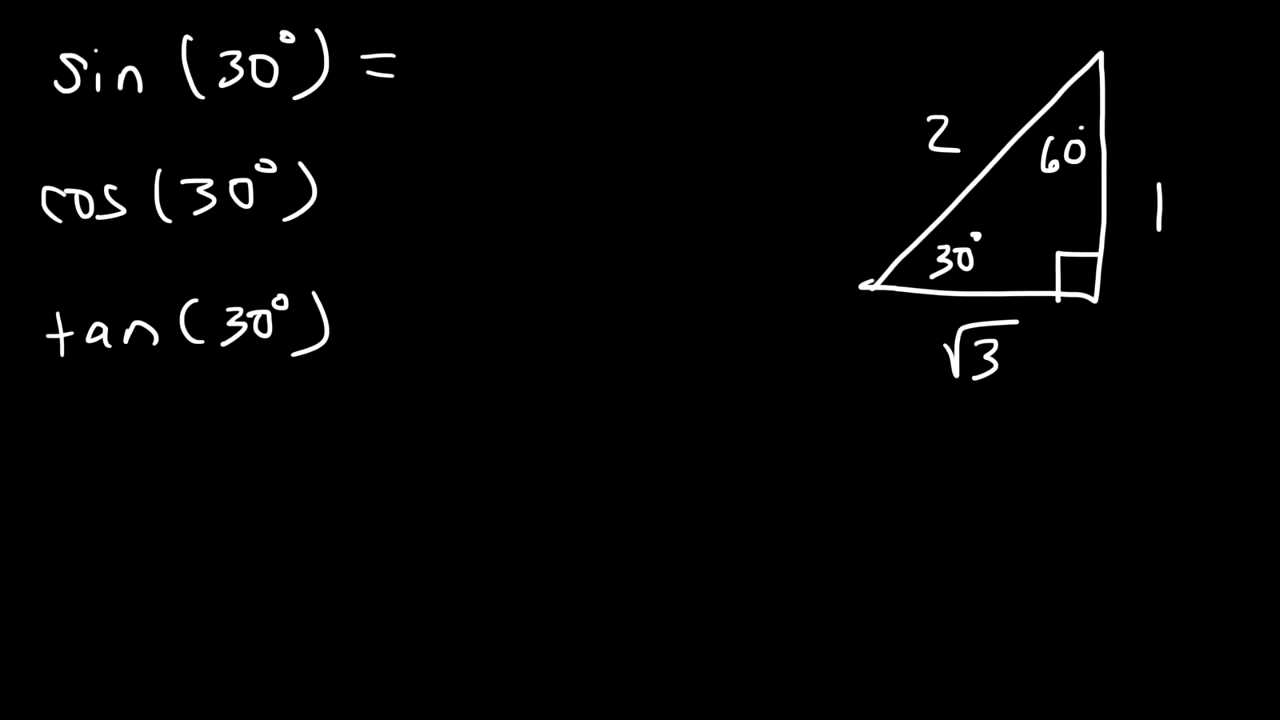 sin (30°) =
cos (30°)
tan (30°)
2
60°
1
30°
√3